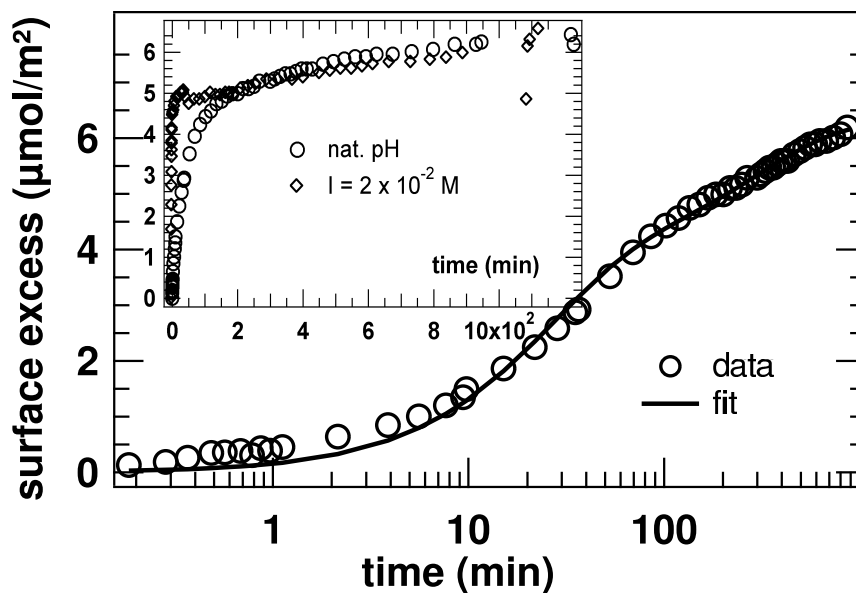 surface excess (µmol/m²)
6
4
2
0
6
5
4
3
2
1
0
nat. pH
I = 2 x 10⁻² M
time (min)
0
2
4
6
8
10x10²
data
fit
1
10
100
time (min)